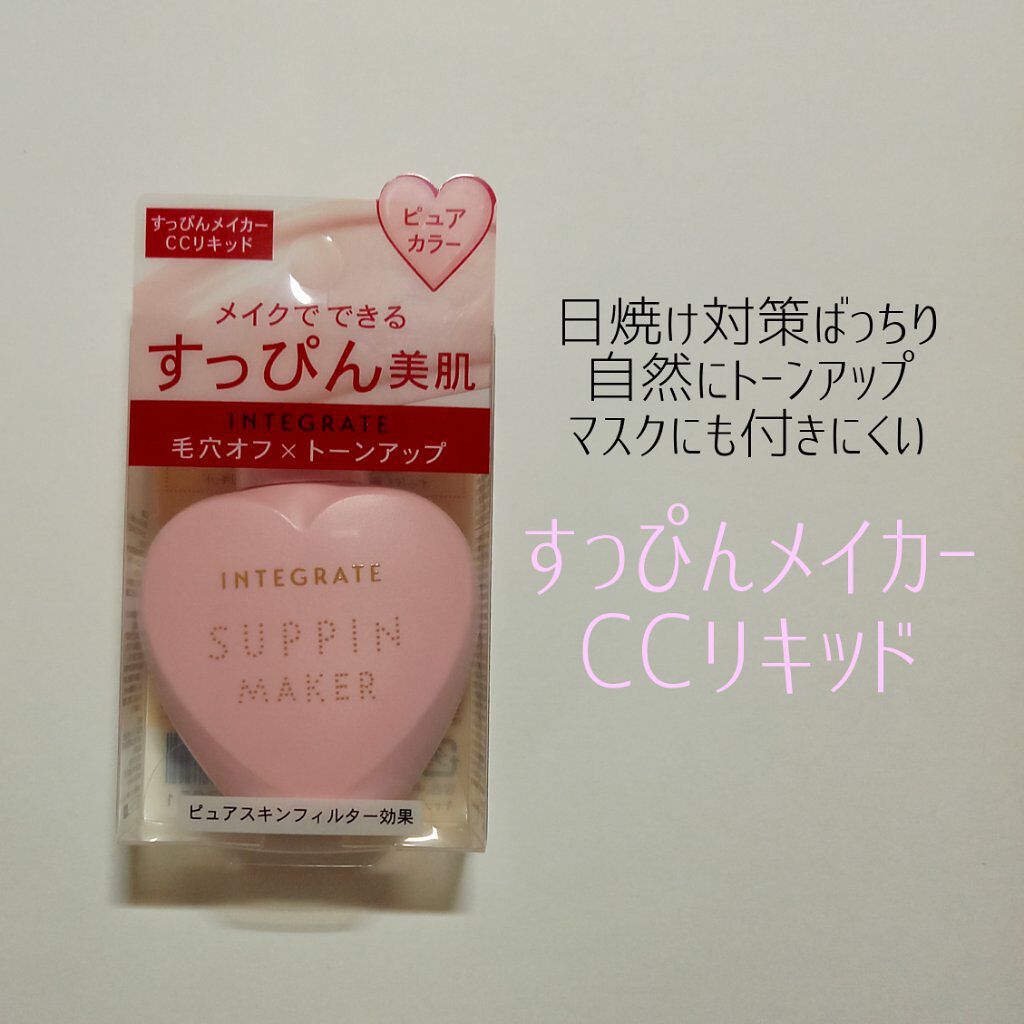 すっぴんメイカー
CCリキッド
ピュア
カラー
メイクで できる
すっぴん美肌
INTEGRATE
毛穴オフ×トーンアップ
INTEGRATE
SUPPIN
MAKER
ピュアスキンフィルター効果
日焼け対策ばっちり
自然にトーンアップ
マスクにも付きにくい
すっぴんメイカー
CCリキッド